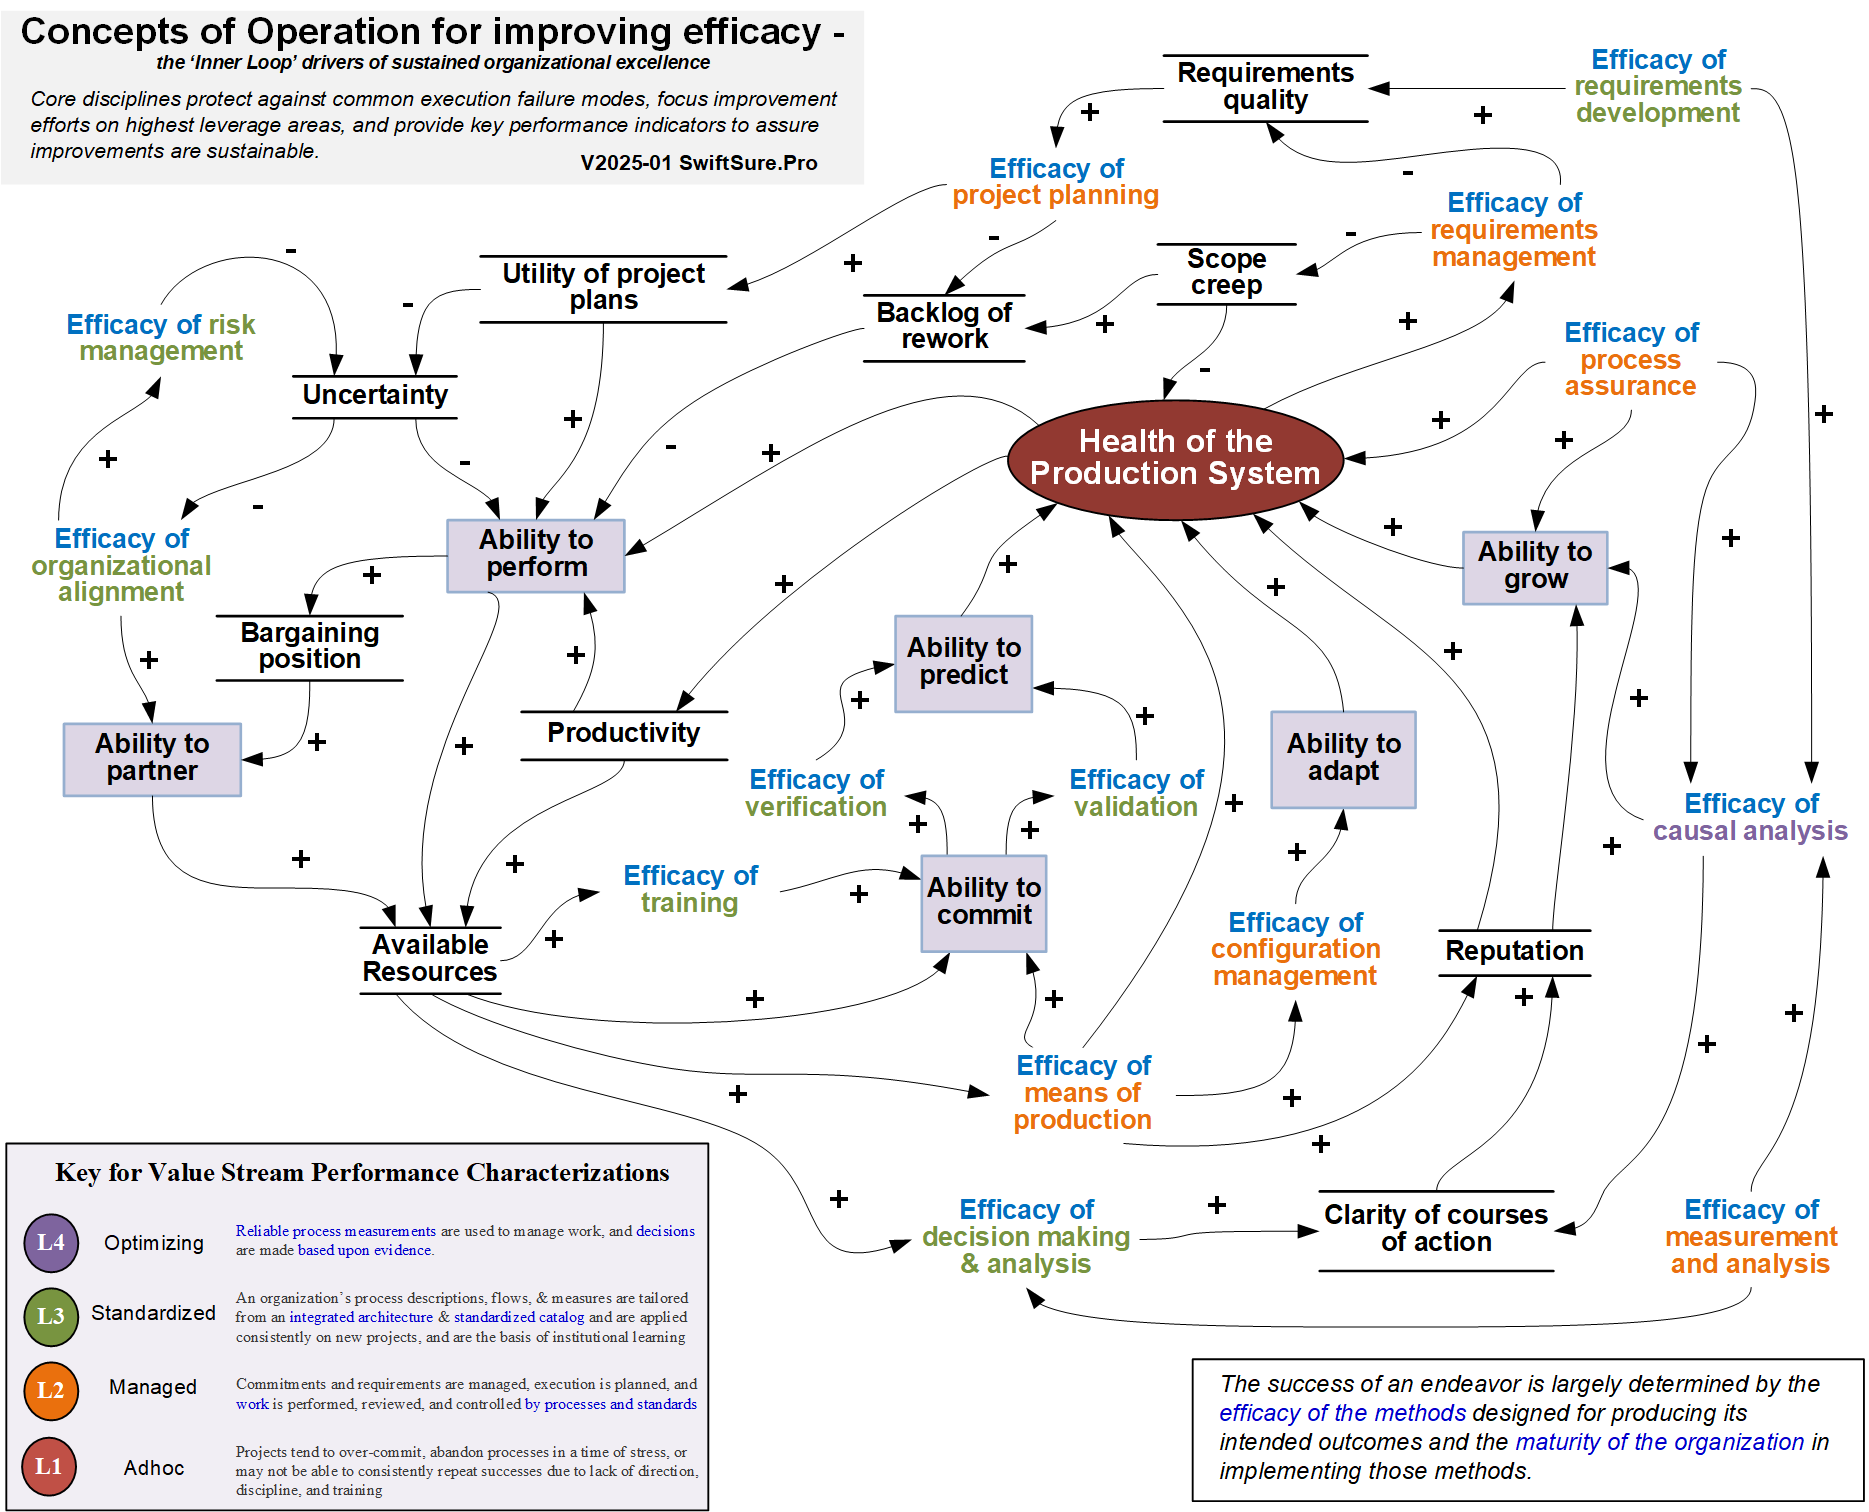 Concepts of Operation for improving efficacy -
the ‘Inner Loop’ drivers of sustained organizational excellence
Core disciplines protect against common execution failure modes, focus improvement
efforts on highest leverage areas, and provide key performance indicators to assure
improvements are sustainable.
V2025-01 SwiftSure.Pro
Requirements
quality
Efficacy of
requirements
development
+
+
Efficacy of
project planning
-
Efficacy of
requirements
management
-
-
-
+
Utility of project
plans
Scope
creep
-
Backlog of
rework
+
+
Efficacy of risk
management
Efficacy of
process
assurance
-
Uncertainty
+
+
-
+
+
+
-
+
-
Health of the
Production System
+
-
Efficacy of
organizational
alignment
Ability to
perform
+
+
Ability to
grow
+
+
+
+
Bargaining
position
+
+
Ability to
predict
+
+
+
+
+
Ability to
partner
+
+
Productivity
Ability to
adapt
Efficacy of
verification
Efficacy of
validation
+
Efficacy of
causal analysis
+
+
+
+
+
+
Efficacy of
training
+
Ability to
commit
Efficacy of
configuration
management
Available
Resources
+
Reputation
+
+
+
+
+
Efficacy of
means of
production
+
+
+
Key for Value Stream Performance Characterizations
L4
Optimizing
Reliable process measurements are used to manage work, and decisions
are made based upon evidence.
L3
Standardized
An organization’s process descriptions, flows, & measures are tailored
from an integrated architecture & standardized catalog and are applied
consistently on new projects, and are the basis of institutional learning
L2
Managed
Commitments and requirements are managed, execution is planned, and
work is performed, reviewed, and controlled by processes and standards
L1
Adhoc
Projects tend to over-commit, abandon processes in a time of stress, or
may not be able to consistently repeat successes due to lack of direction,
discipline, and training
+
Efficacy of
decision making
& analysis
+
Clarity of courses
of action
Efficacy of
measurement
and analysis
The success of an endeavor is largely determined by the
efficacy of the methods designed for producing its
intended outcomes and the maturity of the organization in
implementing those methods.